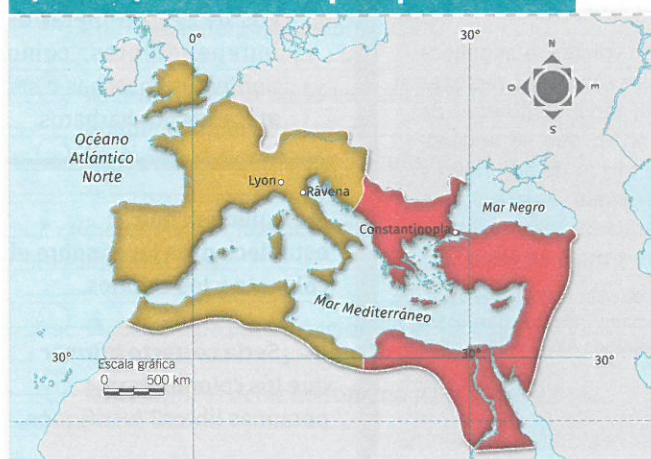 0°
30°
N
O
E
S
Océano
Atlántico
Norte
Lyon
Rávena
Mar Negro
Constantinopla
Mar Mediterráneo
30°
30°
30°
Escala gráfica
0 500 km